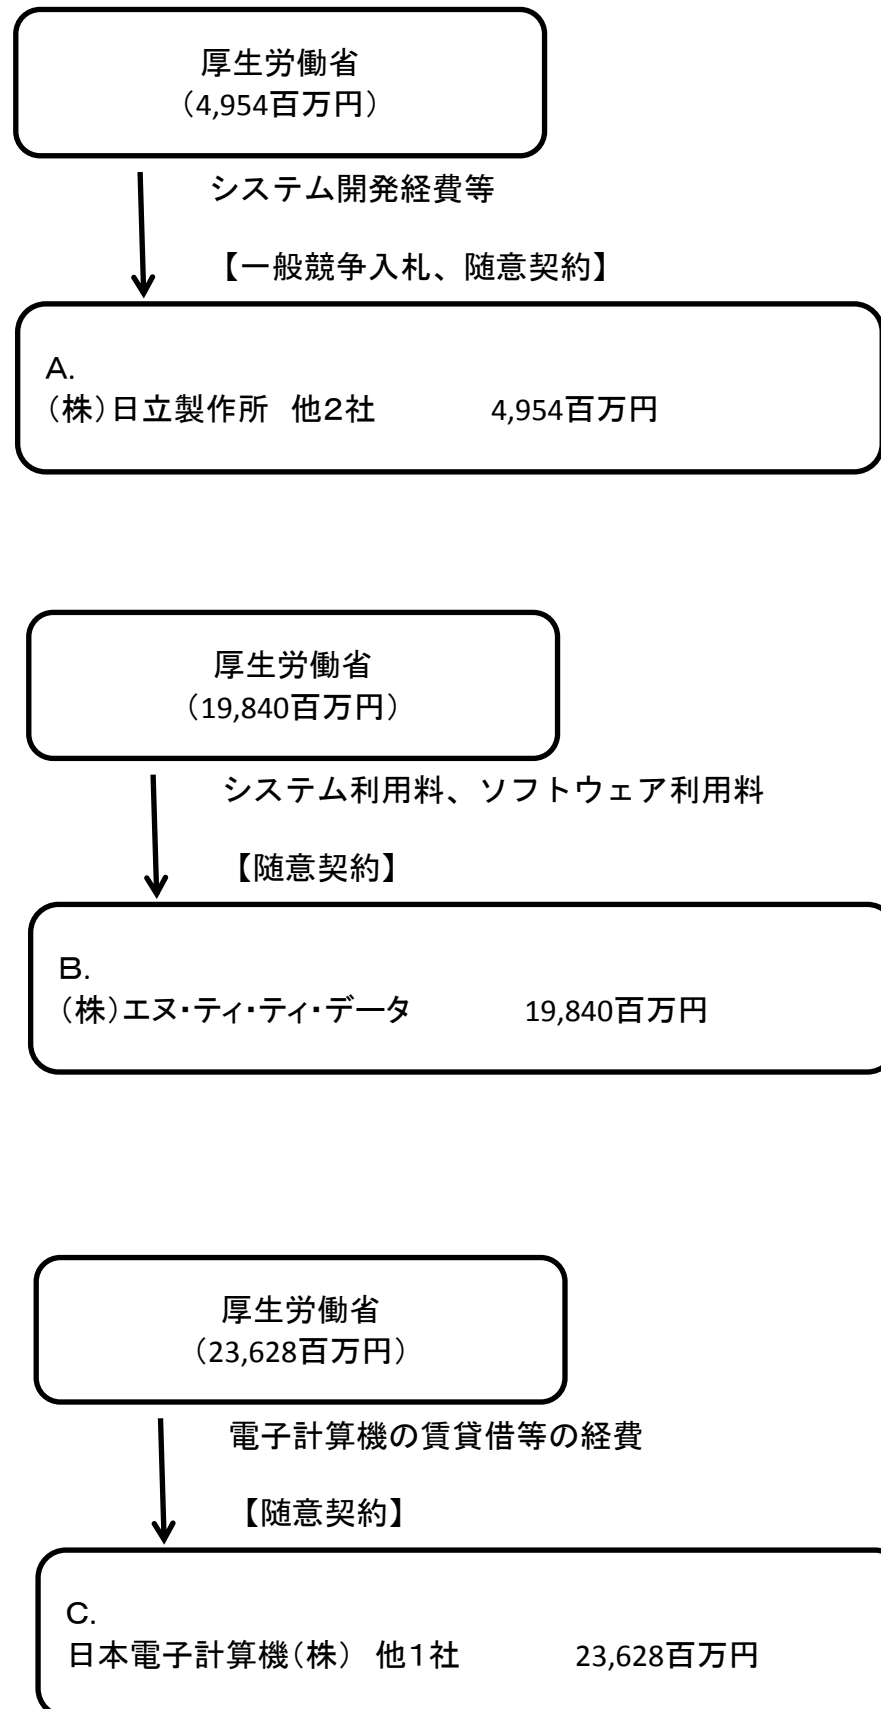 厚生労働省
（4,954百万円）
システム開発経費等
【一般競争入札、随意契約】
A.
（株）日立製作所　他２社　4,954百万円
厚生労働省
（19,840百万円）
システム利用料、ソフトウェア利用料
【随意契約】
B.
（株）エヌ・ティ・ティ・データ　19,840百万円
厚生労働省
（23,628百万円）
電子計算機の賃貸借等の経費
【随意契約】
C.
日本電子計算機（株）　他１社　23,628百万円